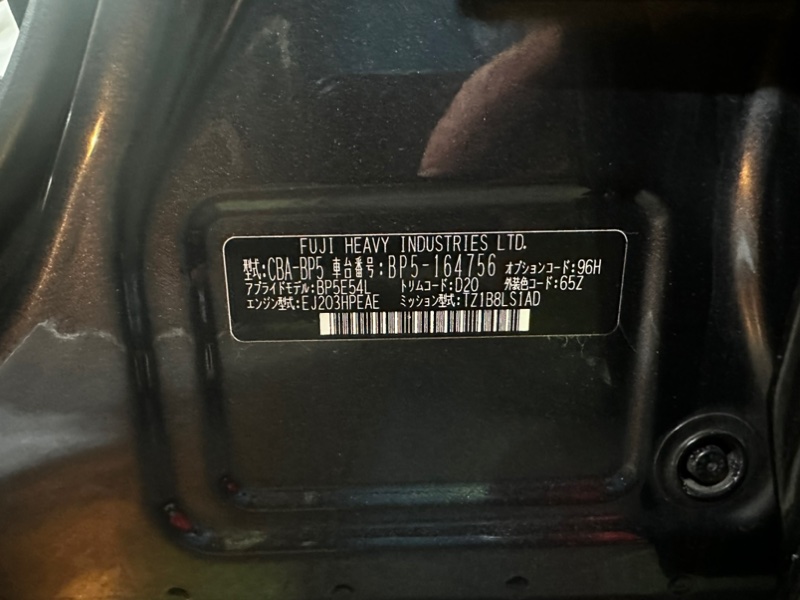 FUJI HEAVY INDUSTRIES LTD.
型式:CBA-BP5 車台番号:BP5-164756 オプションコード:96H
アプライドモデル:BP5E54L トリムコード:D20 外装色コード:65Z
エンジン型式:EJ203HPEAE ミッション型式:TZ1B8LS1AD